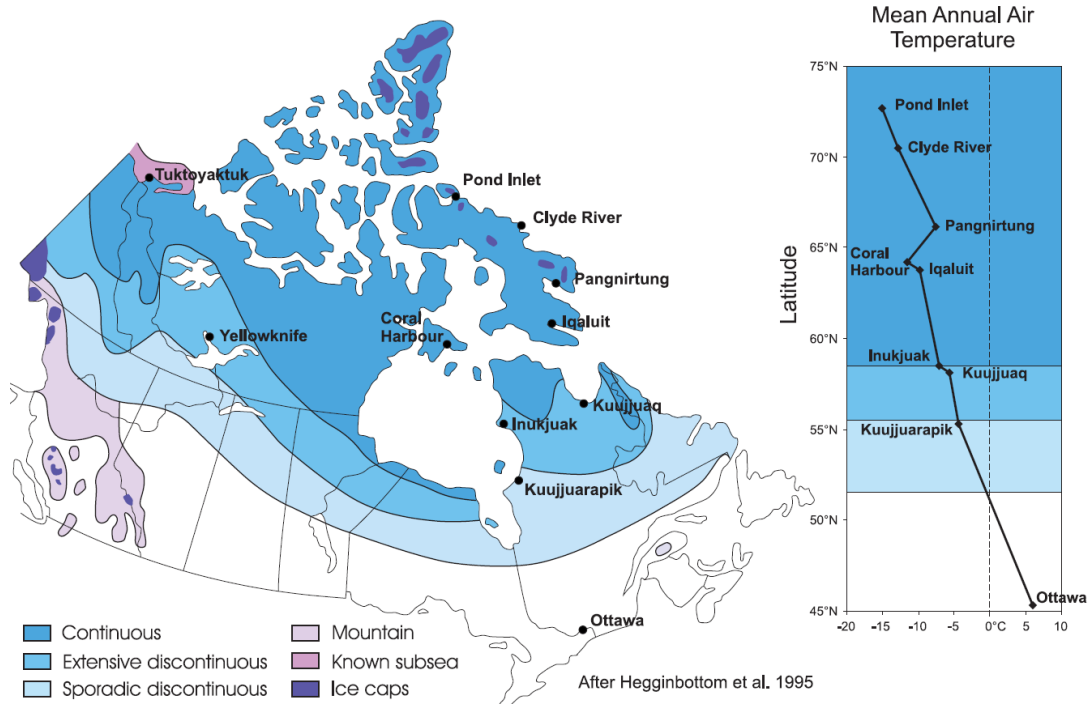 Tuktoyaktuk
Pond Inlet
Clyde River
Pangnirtung
Iqaluit
Coral
Harbour
Yellowknife
Inukjuak
Kuujjuaq
Kuujjuarapik
Ottawa
Continuous
Extensive discontinuous
Sporadic discontinuous
Mountain
Known subsea
Ice caps
After Hegginbottom et al. 1995
Mean Annual Air
Temperature
75°N
70°N
65°N
60°N
55°N
50°N
45°N
Latitude
Pond Inlet
Clyde River
Pangnirtung
Coral
Harbour
Iqaluit
Inukjuak
Kuujjuaq
Kuujjuarapik
Ottawa
-20 -15 -10 -5 0°C 5 10